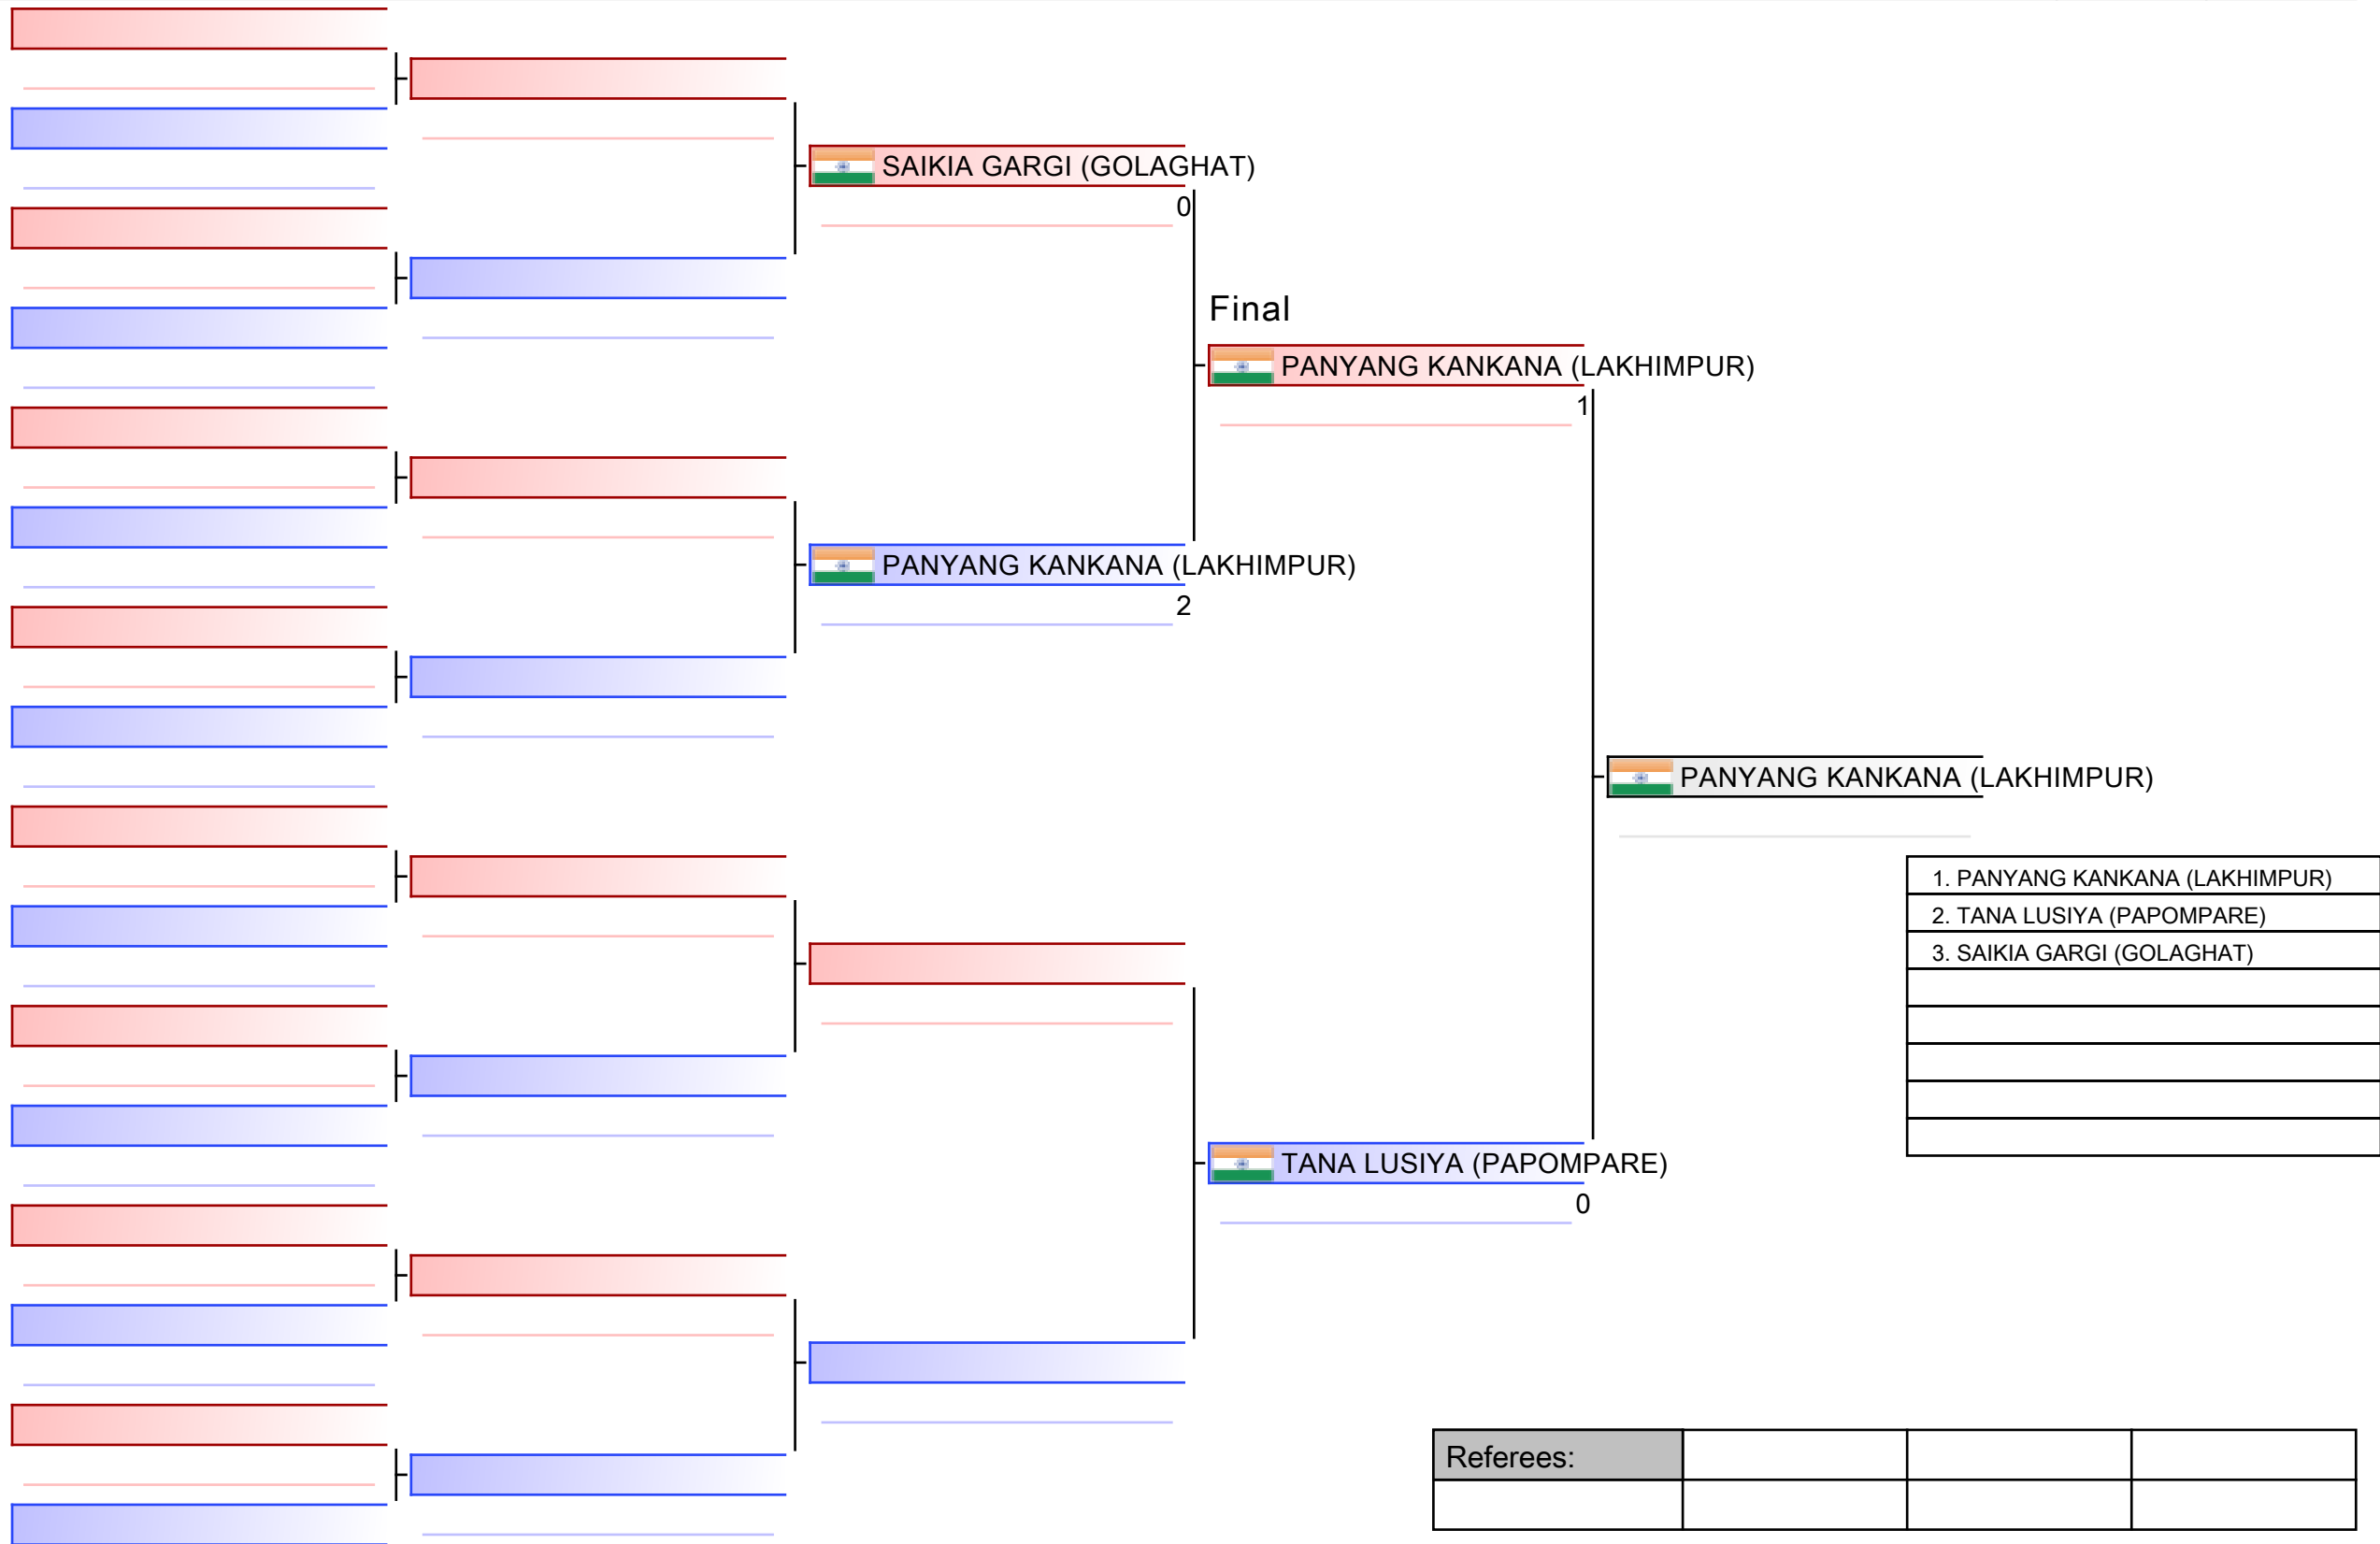 SAIKIA GARGI (GOLAGHAT)
0
Final
PANYANG KANKANA (LAKHIMPUR)
1
PANYANG KANKANA (LAKHIMPUR)
2
PANYANG KANKANA (LAKHIMPUR)
1. PANYANG KANKANA (LAKHIMPUR)
2. TANA LUSIYA (PAPOMPARE)
3. SAIKIA GARGI (GOLAGHAT)
TANA LUSIYA (PAPOMPARE)
0
Referees: